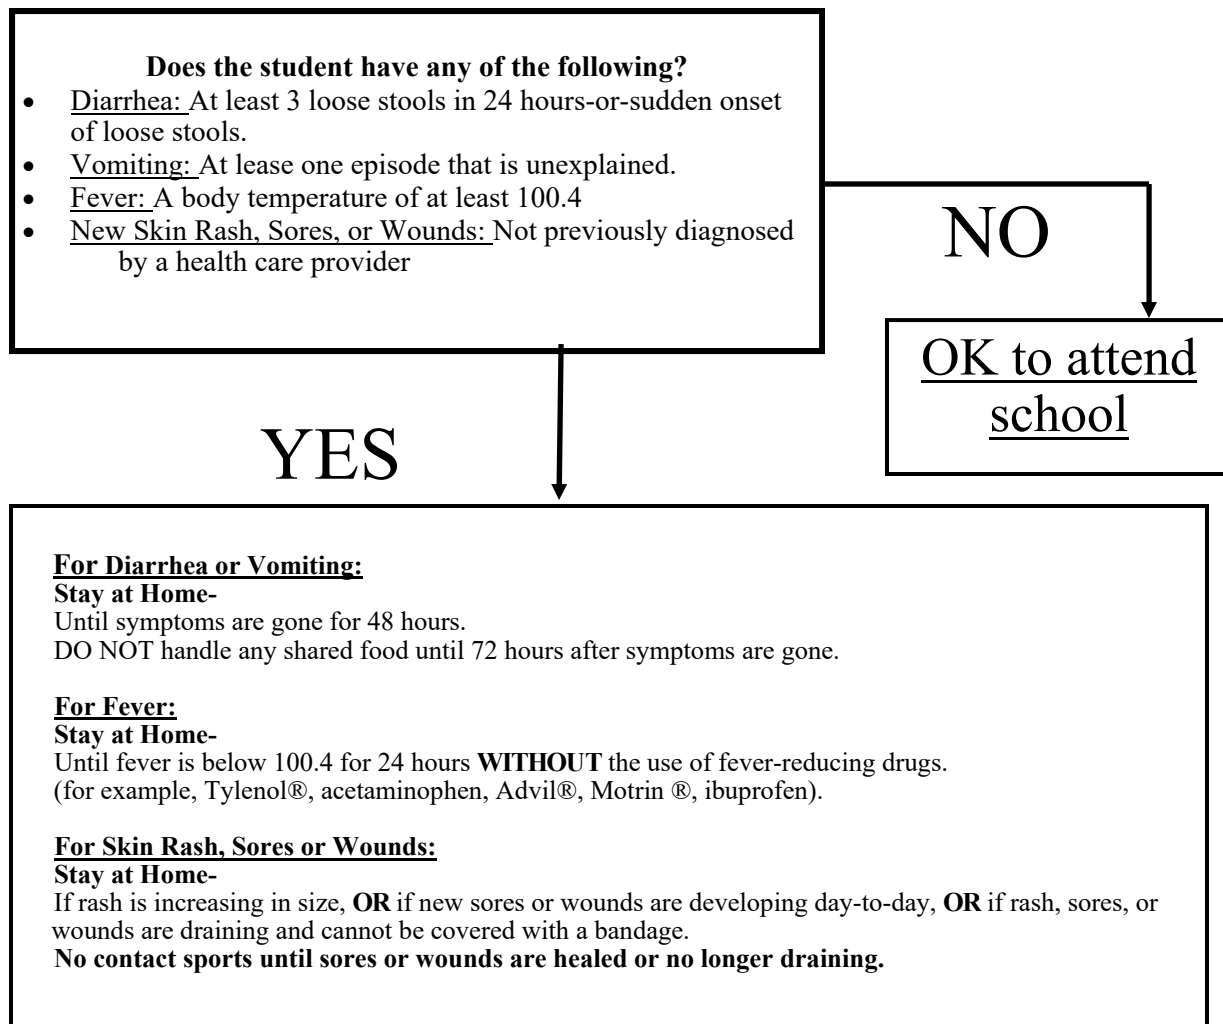 Does the student have any of the following?
• Diarrhea: At least 3 loose stools in 24 hours-or-sudden onset
of loose stools.
• Vomiting: At lease one episode that is unexplained.
• Fever: A body temperature of at least 100.4
• New Skin Rash, Sores, or Wounds: Not previously diagnosed
by a health care provider
NO
OK to attend
school
YES
For Diarrhea or Vomiting:
Stay at Home-
Until symptoms are gone for 48 hours.
DO NOT handle any shared food until 72 hours after symptoms are gone.
For Fever:
Stay at Home-
Until fever is below 100.4 for 24 hours WITHOUT the use of fever-reducing drugs.
(for example, Tylenol®, acetaminophen, Advil®, Motrin ®, ibuprofen).
For Skin Rash, Sores or Wounds:
Stay at Home-
If rash is increasing in size, OR if new sores or wounds are developing day-to-day, OR if rash, sores, or
wounds are draining and cannot be covered with a bandage.
No contact sports until sores or wounds are healed or no longer draining.